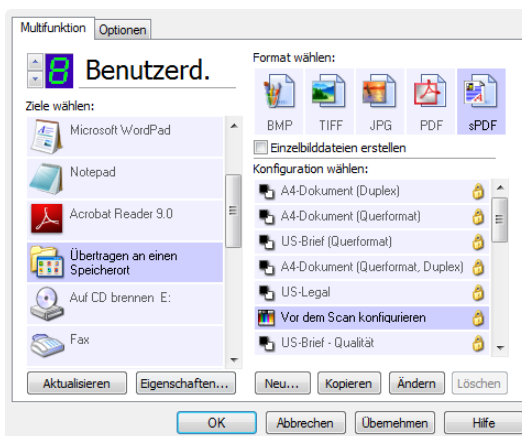 Multifunktion Optionen
8 Benutzerd.
Ziele wählen:
Microsoft WordPad
Notepad
Acrobat Reader 9.0
Übertragen an einen
Speicherort
Auf CD brennen E:
Fax
Aktualisieren Eigenschaften...
Format wählen:
BMP TIFF JPG PDF sPDF
Einzelbilddateien erstellen
Konfiguration wählen:
A4-Dokument (Duplex)
A4-Dokument (Querformat)
US-Brief (Querformat)
A4-Dokument (Querformat, Duplex)
US-Legal
Vor dem Scan konfigurieren
US-Brief - Qualität
Neu... Kopieren Ändern Löschen
OK Abbrechen Übernehmen Hilfe